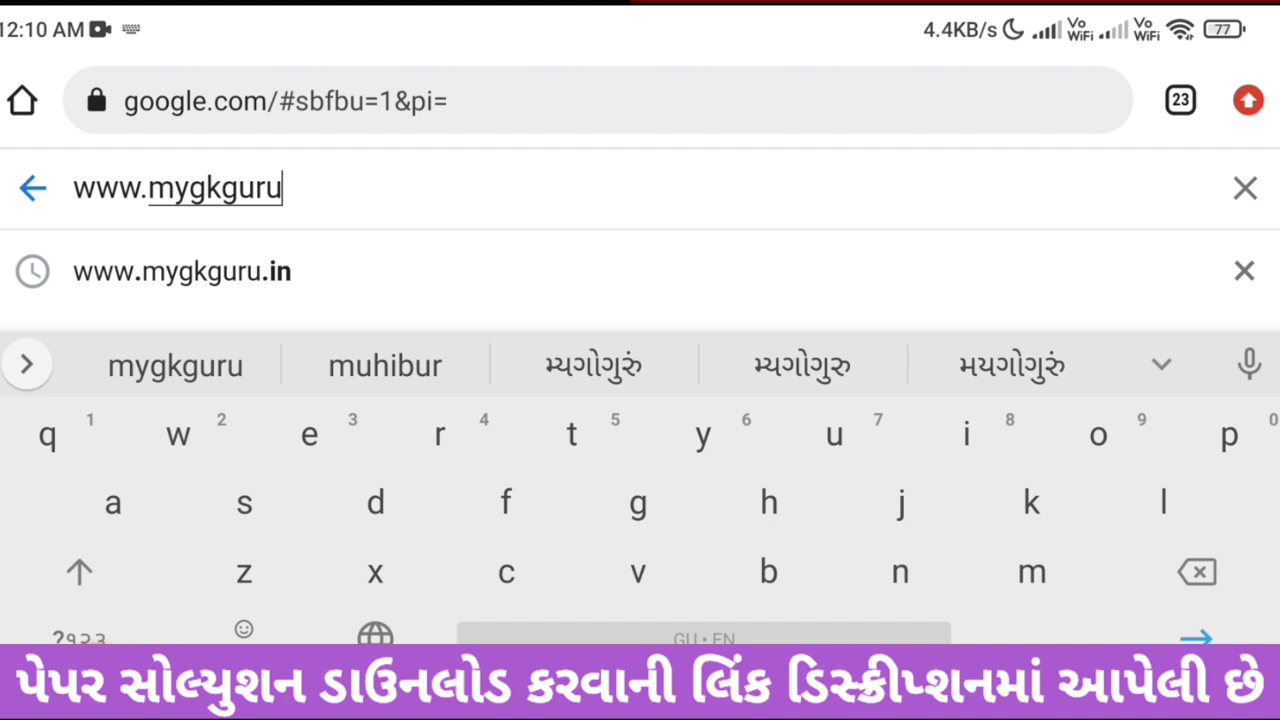 12:10 AM 4.4KB/s Vo WiFi Vo WiFi 77
google.com/#sbfbu=1&pi= 23
www.mygkguru
www.mygkguru.in
mygkguru muhibur મ્યગોગુરું મ્યગોગુરુ મયગોગુરું
q 1 w 2 e 3 r 4 t 5 y 6 u 7 i 8 o 9 p 0
a s d f g h j k l
z x c v b n m
?૧૨૩ GU • EN
પેપર સોલ્યુશન ડાઉનલોડ કરવાની લિંક ડિસ્ક્રીપ્શનમાં આપેલી છે